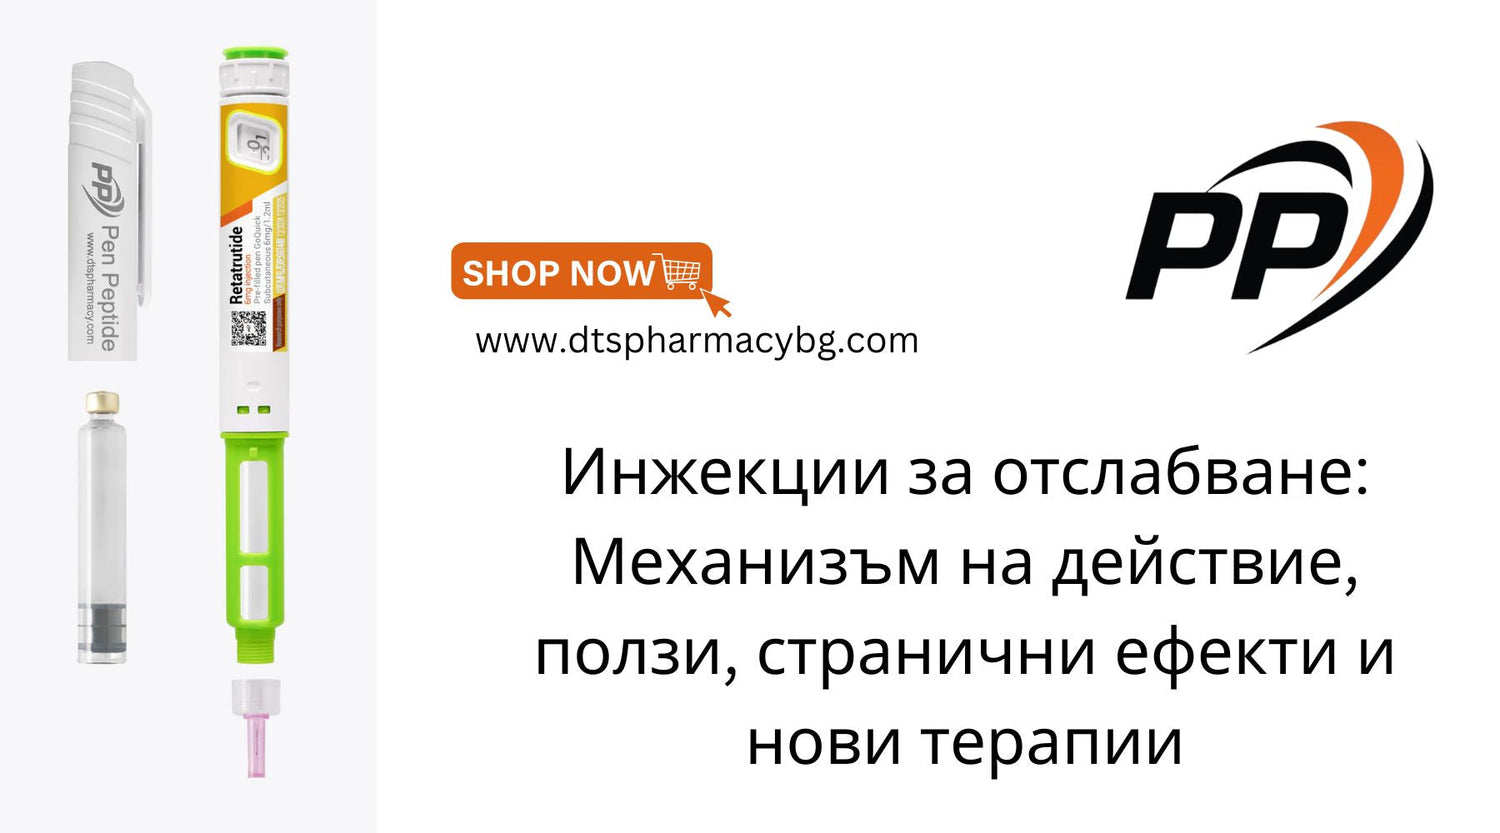 PP
Pen Peptide
www.dtspharmacy.com
Retatrutide
6mg injection
Pre-filled pen GoQuick
Subcutaneous 6mg/1.2ml
SHOP NOW
www.dtspharmacybg.com
PP
Инжекции за отслабване:
Механизъм на действие,
ползи, странични ефекти и
нови терапии